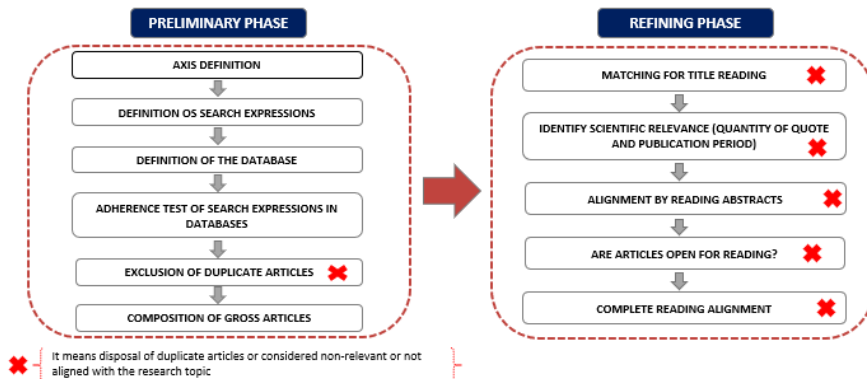 PRELIMINARY PHASE
AXIS DEFINITION
DEFINITION OS SEARCH EXPRESSIONS
DEFINITION OF THE DATABASE
ADHERENCE TEST OF SEARCH EXPRESSIONS IN
DATABASES
EXCLUSION OF DUPLICATE ARTICLES
COMPOSITION OF GROSS ARTICLES
REFINING PHASE
MATCHING FOR TITLE READING
IDENTIFY SCIENTIFIC RELEVANCE (QUANTITY OF QUOTE
AND PUBLICATION PERIOD)
ALIGNMENT BY READING ABSTRACTS
ARE ARTICLES OPEN FOR READING?
COMPLETE READING ALIGNMENT
It means disposal of duplicate articles or considered non-relevant or not
aligned with the research topic